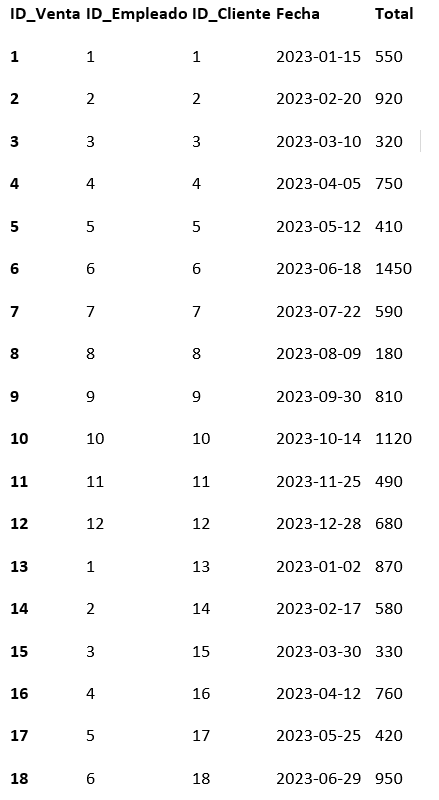 ID_Venta ID_Empleado ID_Cliente Fecha Total
1 1 1 2023-01-15 550
2 2 2 2023-02-20 920
3 3 3 2023-03-10 320
4 4 4 2023-04-05 750
5 5 5 2023-05-12 410
6 6 6 2023-06-18 1450
7 7 7 2023-07-22 590
8 8 8 2023-08-09 180
9 9 9 2023-09-30 810
10 10 10 2023-10-14 1120
11 11 11 2023-11-25 490
12 12 12 2023-12-28 680
13 1 13 2023-01-02 870
14 2 14 2023-02-17 580
15 3 15 2023-03-30 330
16 4 16 2023-04-12 760
17 5 17 2023-05-25 420
18 6 18 2023-06-29 950